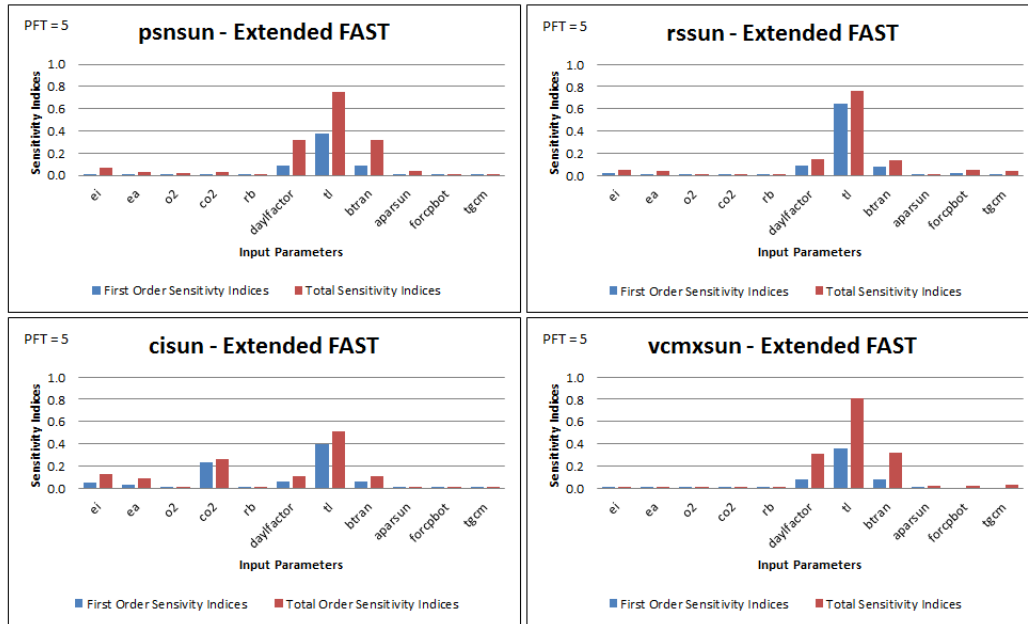 PFT = 5
psnsun - Extended FAST
Sensitivity Indices
1.0
0.8
0.6
0.4
0.2
0.0
ei
ea
o2
co2
rb
daylfactor
tl
btran
aparsun
forcpbot
tgcm
Input Parameters
First Order Sensitivty Indices
Total Sensitivity Indices
PFT = 5
rssun - Extended FAST
Sensitivity Indices
1.0
0.8
0.6
0.4
0.2
0.0
ei
ea
o2
co2
rb
daylfactor
tl
btran
aparsun
forcpbot
tgcm
Input Parameters
First Order Sensitivity Indices
Total Sensitivity Indices
PFT = 5
cisun - Extended FAST
Sensitivity Indices
1.0
0.8
0.6
0.4
0.2
0.0
ei
ea
o2
co2
rb
daylfactor
tl
btran
aparsun
forcpbot
tgcm
Input Parameters
First Order Sensivity Indices
Total Order Sensitivity Indices
PFT = 5
vcmxsun - Extended FAST
Sensitivity Indices
1.0
0.8
0.6
0.4
0.2
0.0
ei
ea
o2
co2
rb
daylfactor
tl
btran
aparsun
forcpbot
tgcm
Input Parameters
First Order Sensitivity Indices
Total Sensitivity Indices